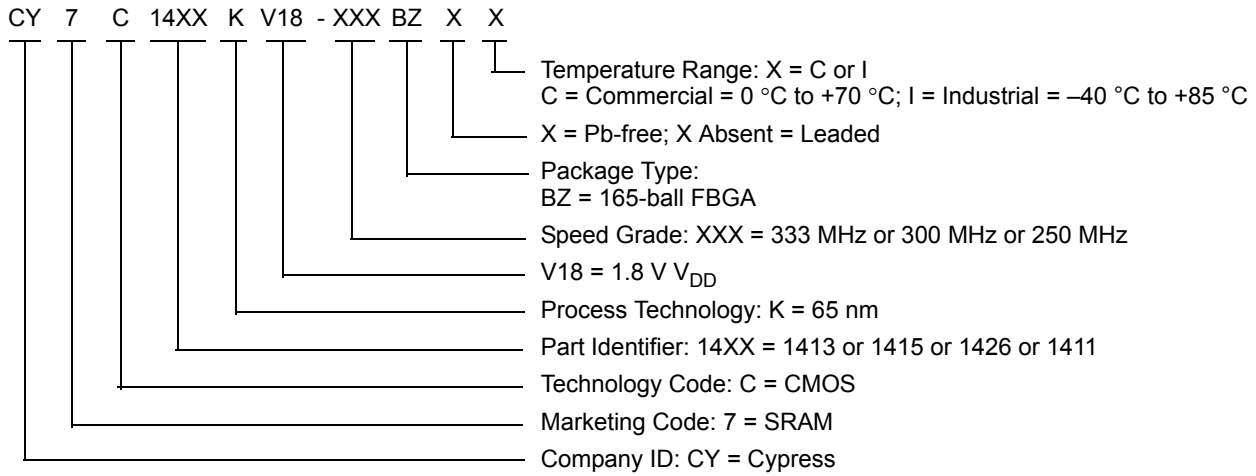 CY 7 C 14XX K V18 - XXX BZ X X
Temperature Range: X = C or I
C = Commercial = 0 °C to +70 °C; I = Industrial = –40 °C to +85 °C
X = Pb-free; X Absent = Leaded
Package Type:
BZ = 165-ball FBGA
Speed Grade: XXX = 333 MHz or 300 MHz or 250 MHz
V18 = 1.8 V VDD
Process Technology: K = 65 nm
Part Identifier: 14XX = 1413 or 1415 or 1426 or 1411
Technology Code: C = CMOS
Marketing Code: 7 = SRAM
Company ID: CY = Cypress